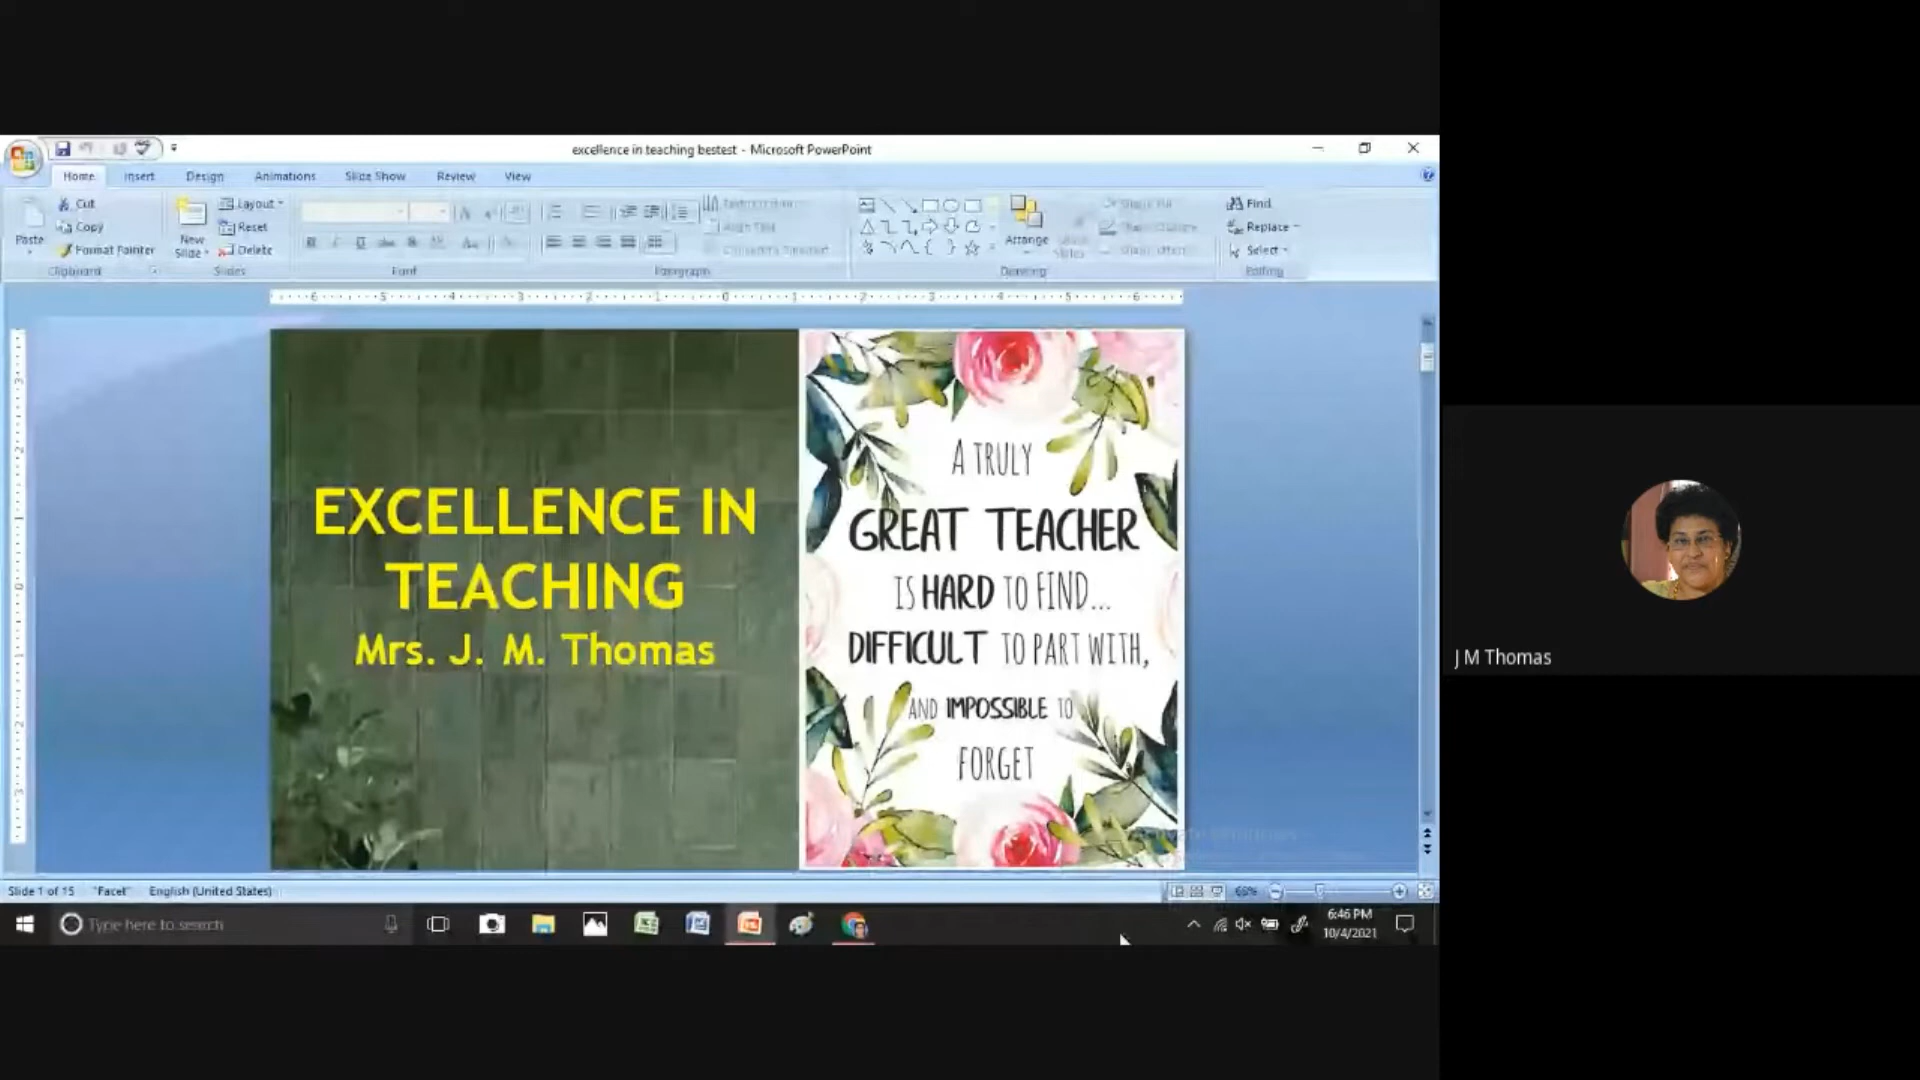 excellence in teaching bestest - Microsoft PowerPoint
Home Insert Design Animations Slide Show Review View
Cut
Copy
Format Painter
Paste
Clipboard
New
Slide
Layout
Reset
Delete
Slides
Font
Paragraph
Arrange
Drawing
Find
Replace
Select
Editing
EXCELLENCE IN
TEACHING
Mrs. J. M. Thomas
A TRULY
GREAT TEACHER
IS HARD TO FIND...
DIFFICULT TO PART WITH,
AND IMPOSSIBLE TO
FORGET
J M Thomas
Slide 1 of 15 "Facet" English (United States)
66%
Type here to search
6:46 PM
10/4/2021